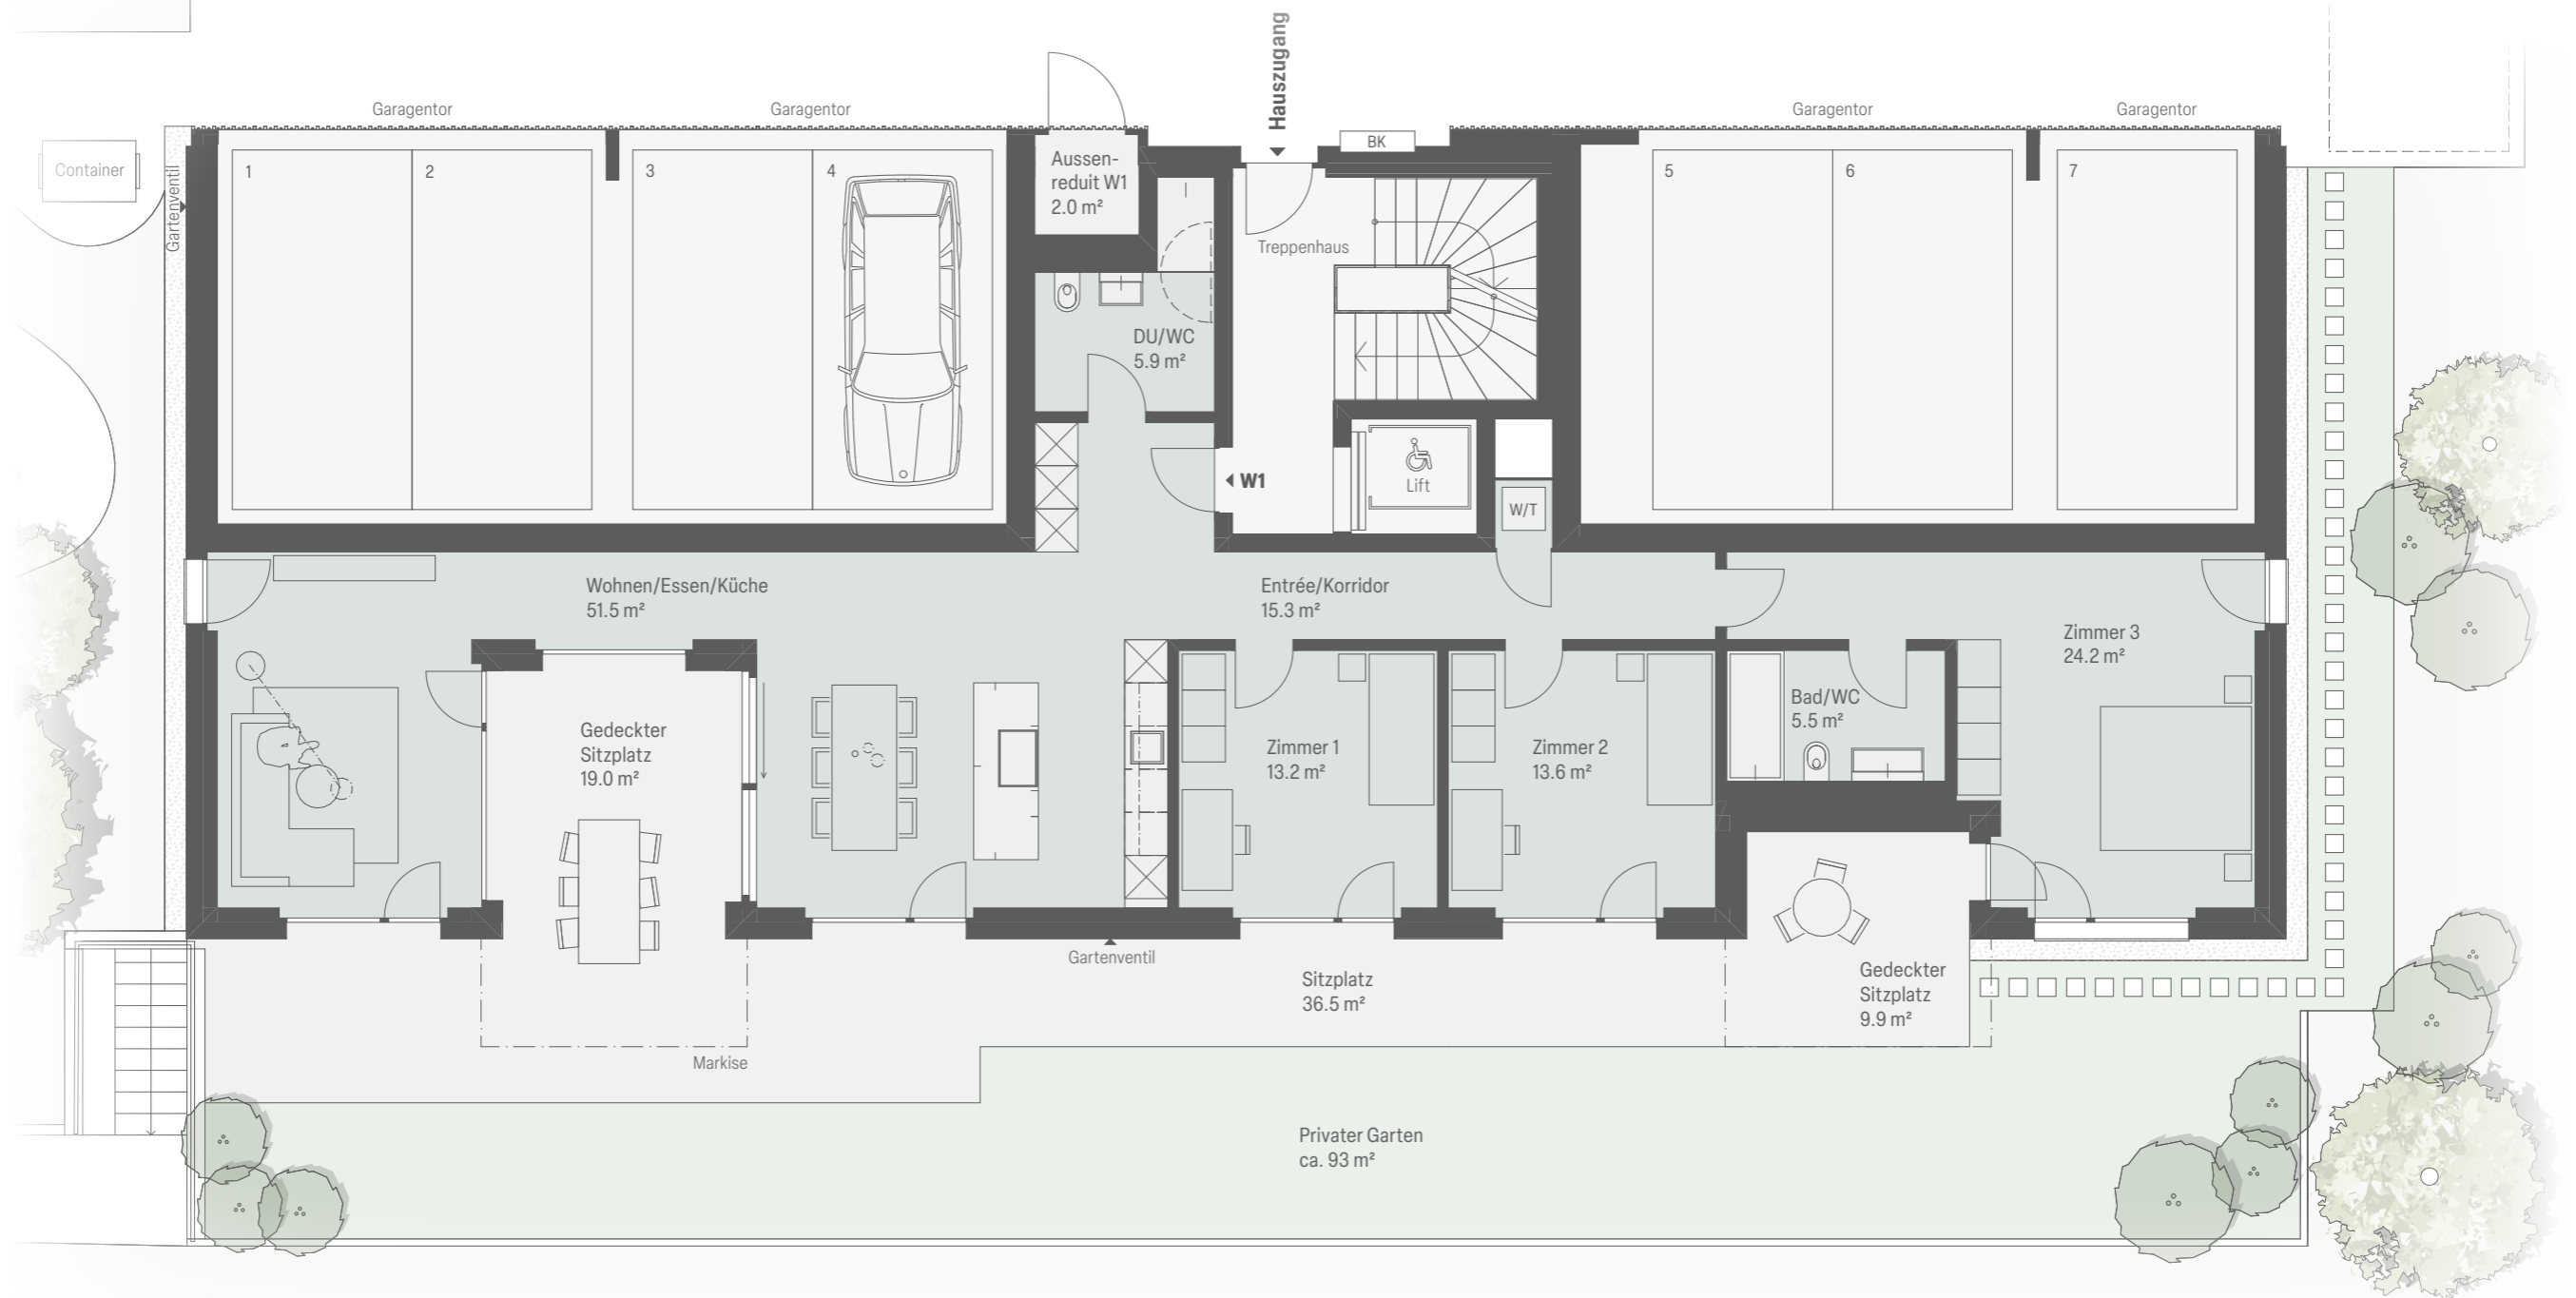 Hauszugang
Garagentor
Garagentor
Garagentor
Garagentor
BK
Container
Gartenventil
1
2
3
4
Aussen-
reduit W1
2.0 m²
5
6
7
Treppenhaus
DU/WC
5.9 m²
W1
Lift
W/T
Wohnen/Essen/Küche
51.5 m²
Entrée/Korridor
15.3 m²
Zimmer 3
24.2 m²
Gedeckter
Sitzplatz
19.0 m²
Zimmer 1
13.2 m²
Zimmer 2
13.6 m²
Bad/WC
5.5 m²
Gartenventil
Sitzplatz
36.5 m²
Gedeckter
Sitzplatz
9.9 m²
Markise
Privater Garten
ca. 93 m²